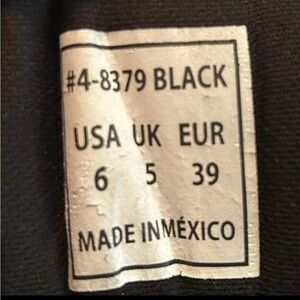 #4-8379 BLACK
USA UK EUR
6 5 39
MADE IN MÉXICO